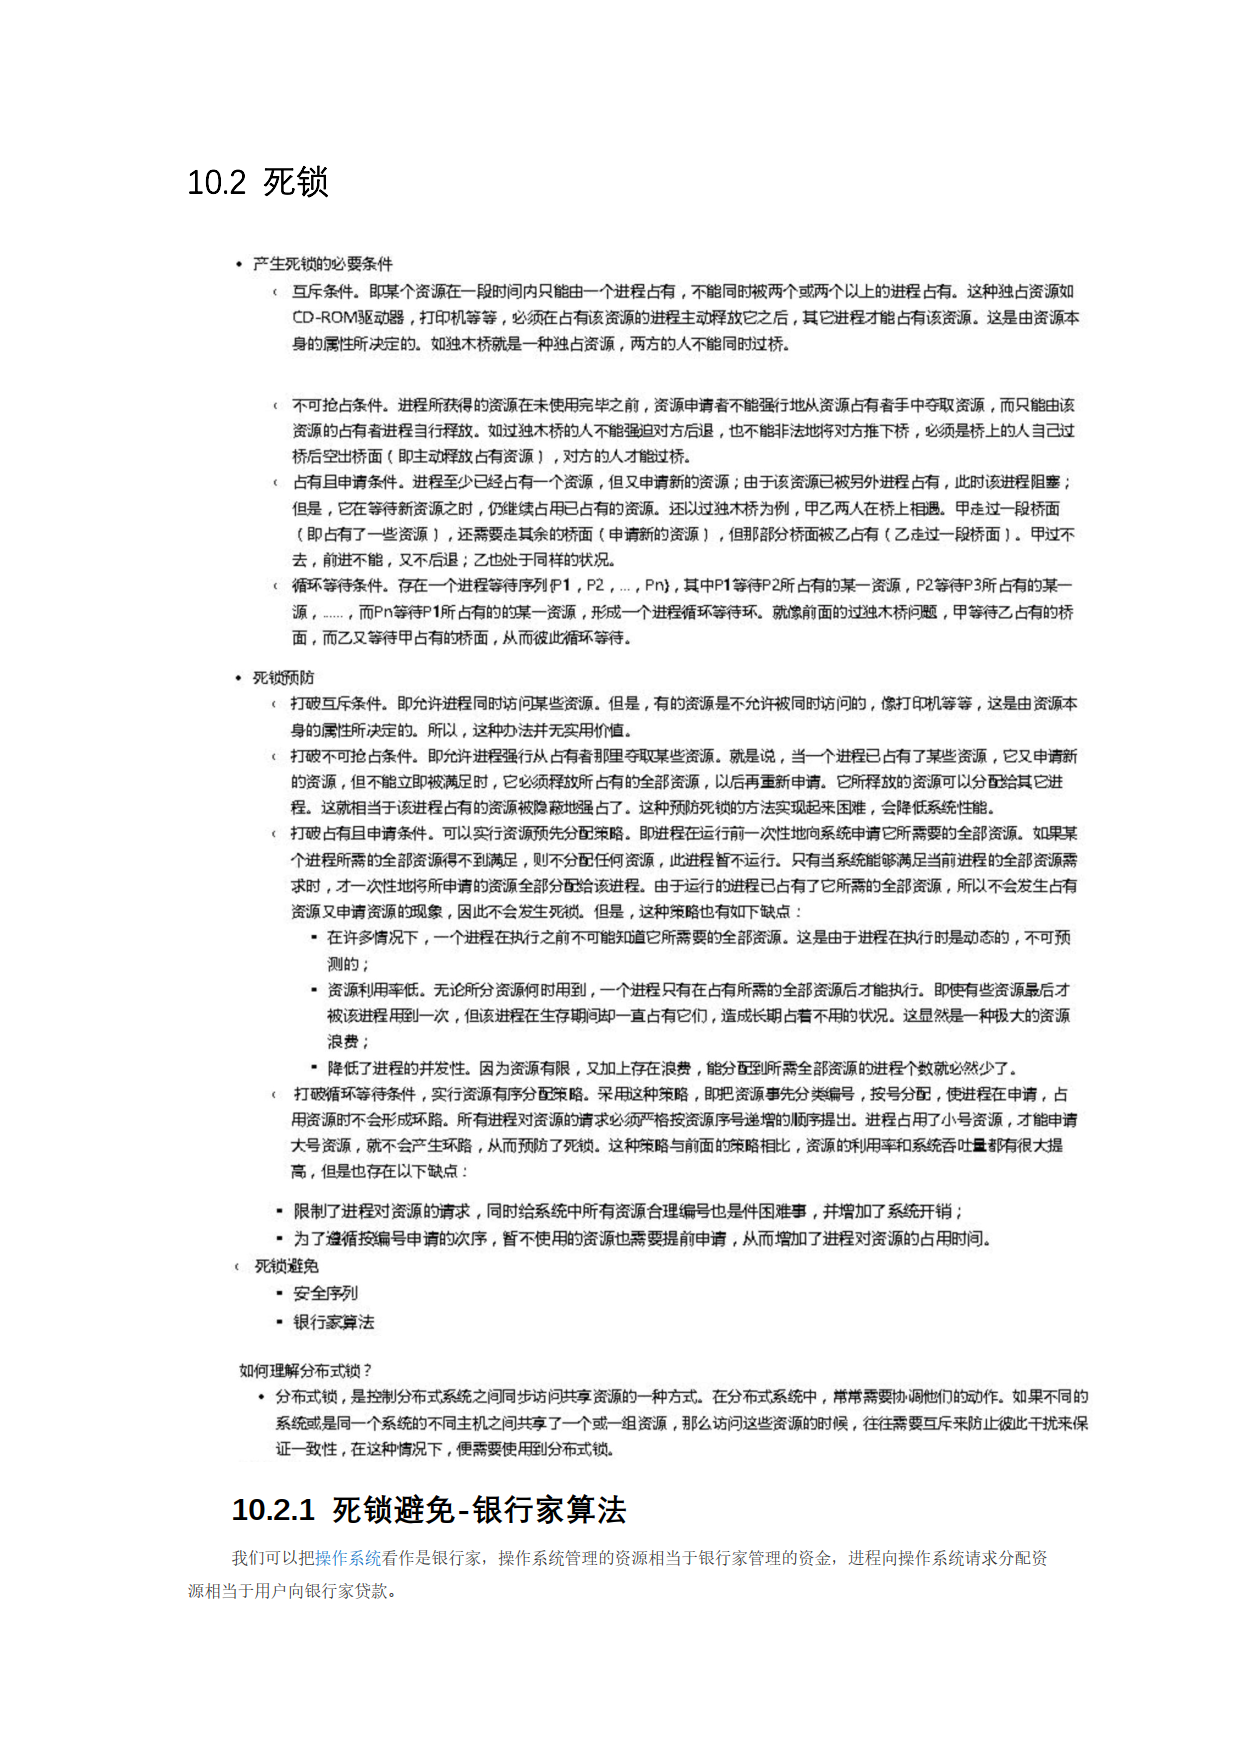 10.2 死锁
• 产生死锁的必要条件
‹ 互斥条件。即某个资源在一段时间内只能由一个进程占有，不能同时被两个或两个以上的进程占有。这种独占资源如
CD-ROM驱动器，打印机等等，必须在占有该资源的进程主动释放它之后，其它进程才能占有该资源。这是由资源本
身的属性所决定的。如独木桥就是一种独占资源，两方的人不能同时过桥。
‹ 不可抢占条件。进程所获得的资源在未使用完毕之前，资源申请者不能强行地从资源占有者手中夺取资源，而只能由该
资源的占有者进程自行释放。如过独木桥的人不能强迫对方后退，也不能非法地将对方推下桥，必须是桥上的人自己过
桥后空出桥面（即主动释放占有资源），对方的人才能过桥。
‹ 占有且申请条件。进程至少已经占有一个资源，但又申请新的资源；由于该资源已被另外进程占有，此时该进程阻塞；
但是，它在等待新资源之时，仍继续占用已占有的资源。还以过独木桥为例，甲乙两人在桥上相遇。甲走过一段桥面
（即占有了一些资源），还需要走其余的桥面（申请新的资源），但那部分桥面被乙占有（乙走过一段桥面）。甲过不
去，前进不能，又不后退；乙也处于同样的状况。
‹ 循环等待条件。存在一个进程等待序列{P1，P2，...，Pn}，其中P1等待P2所占有的某一资源，P2等待P3所占有的某一
源，......，而Pn等待P1所占有的的某一资源，形成一个进程循环等待环。就像前面的过独木桥问题，甲等待乙占有的桥
面，而乙又等待甲占有的桥面，从而彼此循环等待。
• 死锁预防
‹ 打破互斥条件。即允许进程同时访问某些资源。但是，有的资源是不允许被同时访问的，像打印机等等，这是由资源本
身的属性所决定的。所以，这种办法并无实用价值。
‹ 打破不可抢占条件。即允许进程强行从占有者那里夺取某些资源。就是说，当一个进程已占有了某些资源，它又申请新
的资源，但不能立即被满足时，它必须释放所占有的全部资源，以后再重新申请。它所释放的资源可以分配给其它进
程。这就相当于该进程占有的资源被隐蔽地强占了。这种预防死锁的方法实现起来困难，会降低系统性能。
‹ 打破占有且申请条件。可以实行资源预先分配策略。即进程在运行前一次性地向系统申请它所需要的全部资源。如果某
个进程所需的全部资源得不到满足，则不分配任何资源，此进程暂不运行。只有当系统能够满足当前进程的全部资源需
求时，才一次性地将所申请的资源全部分配给该进程。由于运行的进程已占有了它所需的全部资源，所以不会发生占有
资源又申请资源的现象，因此不会发生死锁。但是，这种策略也有如下缺点：
▪ 在许多情况下，一个进程在执行之前不可能知道它所需要的全部资源。这是由于进程在执行时是动态的，不可预
测的；
▪ 资源利用率低。无论所分资源何时用到，一个进程只有在占有所需的全部资源后才能执行。即使有些资源最后才
被该进程用到一次，但该进程在生存期间却一直占有它们，造成长期占着不用的状况。这显然是一种极大的资源
浪费；
▪ 降低了进程的并发性。因为资源有限，又加上存在浪费，能分配到所需全部资源的进程个数就必然少了。
‹ 打破循环等待条件，实行资源有序分配策略。采用这种策略，即把资源事先分类编号，按号分配，使进程在申请，占
用资源时不会形成环路。所有进程对资源的请求必须严格按资源序号递增的顺序提出。进程占用了小号资源，才能申请
大号资源，就不会产生环路，从而预防了死锁。这种策略与前面的策略相比，资源的利用率和系统吞吐量都有很大提
高，但是也存在以下缺点：
▪ 限制了进程对资源的请求，同时给系统中所有资源合理编号也是件困难事，并增加了系统开销；
▪ 为了遵循按编号申请的次序，暂不使用的资源也需要提前申请，从而增加了进程对资源的占用时间。
‹ 死锁避免
▪ 安全序列
▪ 银行家算法
如何理解分布式锁？
• 分布式锁，是控制分布式系统之间同步访问共享资源的一种方式。在分布式系统中，常常需要协调他们的动作。如果不同的
系统或是同一个系统的不同主机之间共享了一个或一组资源，那么访问这些资源的时候，往往需要互斥来防止彼此干扰来保
证一致性，在这种情况下，便需要使用到分布式锁。
10.2.1 死锁避免-银行家算法
我们可以把操作系统看作是银行家，操作系统管理的资源相当于银行家管理的资金，进程向操作系统请求分配资
源相当于用户向银行家贷款。